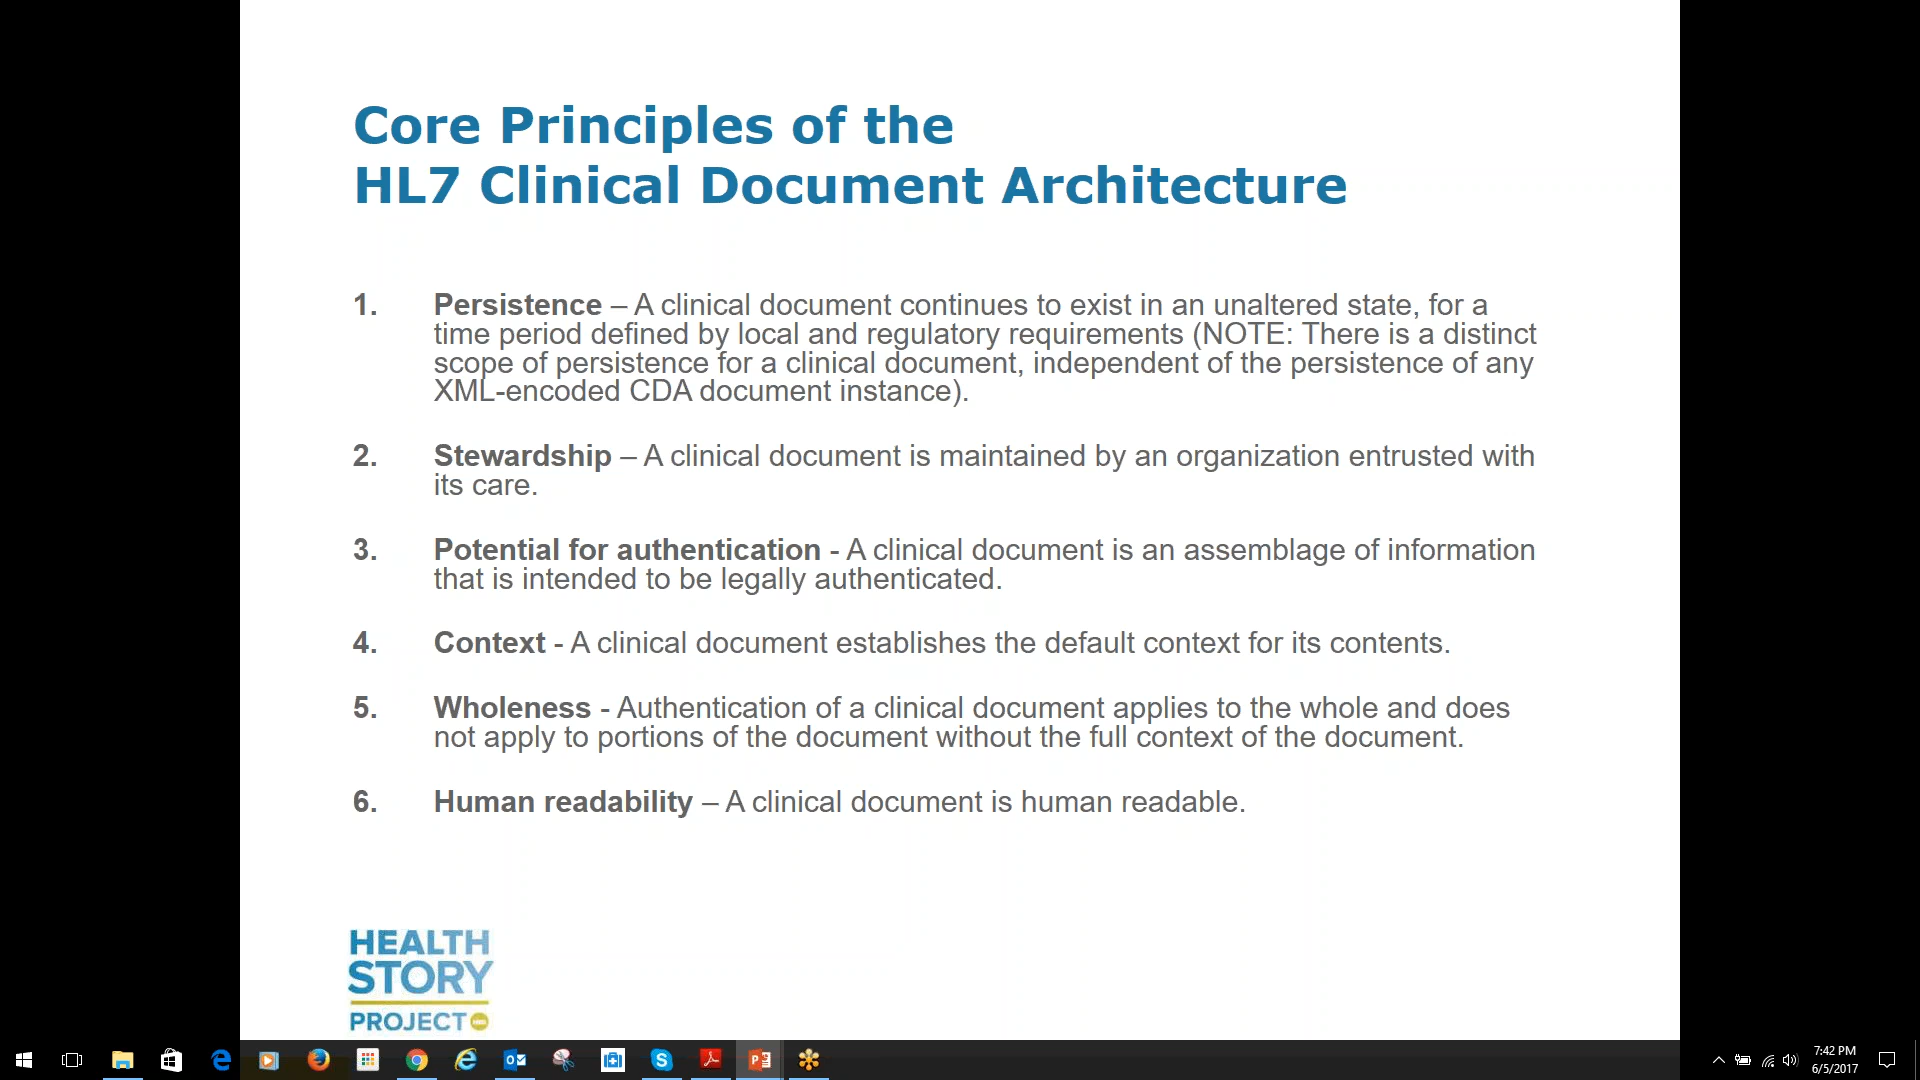 Core Principles of the
HL7 Clinical Document Architecture
1. Persistence – A clinical document continues to exist in an unaltered state, for a
time period defined by local and regulatory requirements (NOTE: There is a distinct
scope of persistence for a clinical document, independent of the persistence of any
XML-encoded CDA document instance).
2. Stewardship – A clinical document is maintained by an organization entrusted with
its care.
3. Potential for authentication - A clinical document is an assemblage of information
that is intended to be legally authenticated.
4. Context - A clinical document establishes the default context for its contents.
5. Wholeness - Authentication of a clinical document applies to the whole and does
not apply to portions of the document without the full context of the document.
6. Human readability – A clinical document is human readable.
HEALTH
STORY
PROJECT
7:42 PM
6/5/2017